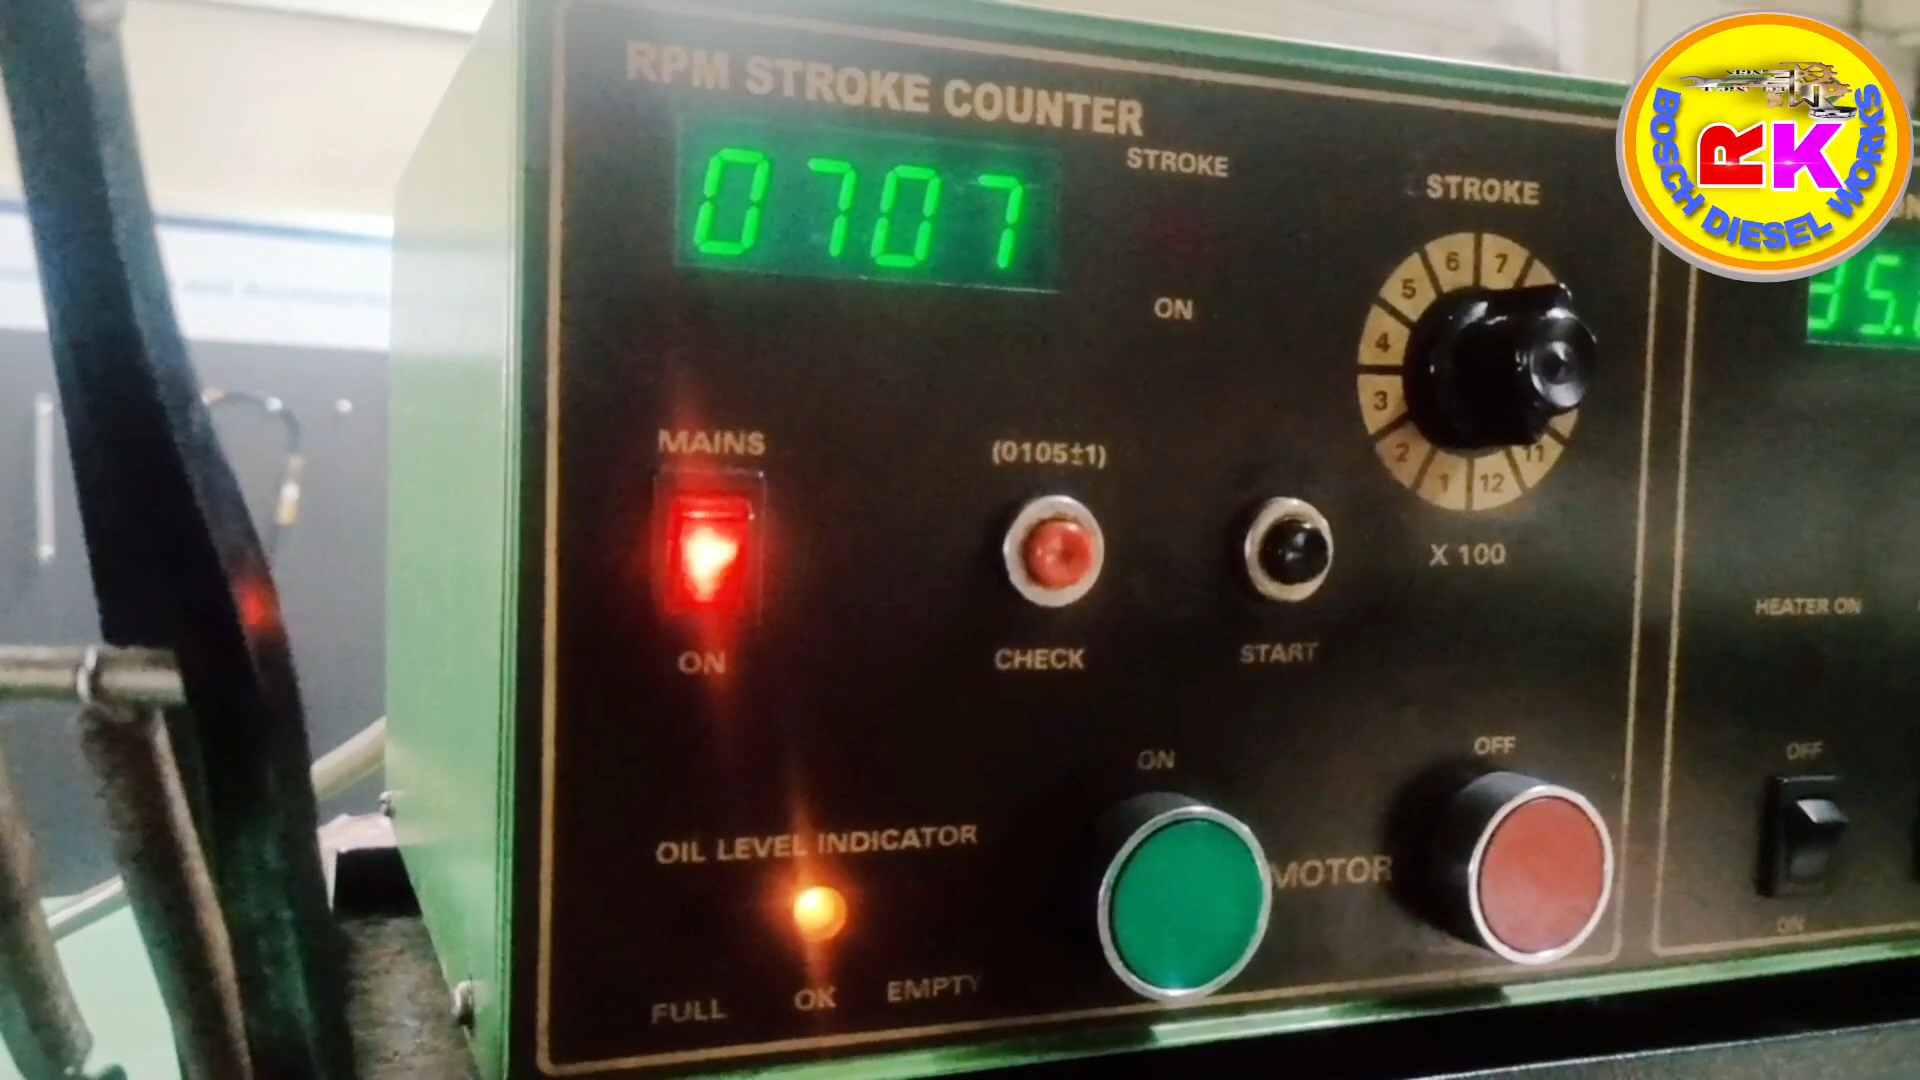 RPM STROKE COUNTER
0707
STROKE
ON
STROKE
5 6 7
4
3
2 1 12 11
X 100
MAINS
ON
(0105±1)
CHECK
START
HEATER ON
OFF
ON
ON
MOTOR
OFF
OIL LEVEL INDICATOR
FULL
OK
EMPTY
RK
BOSCH DIESEL WORKS